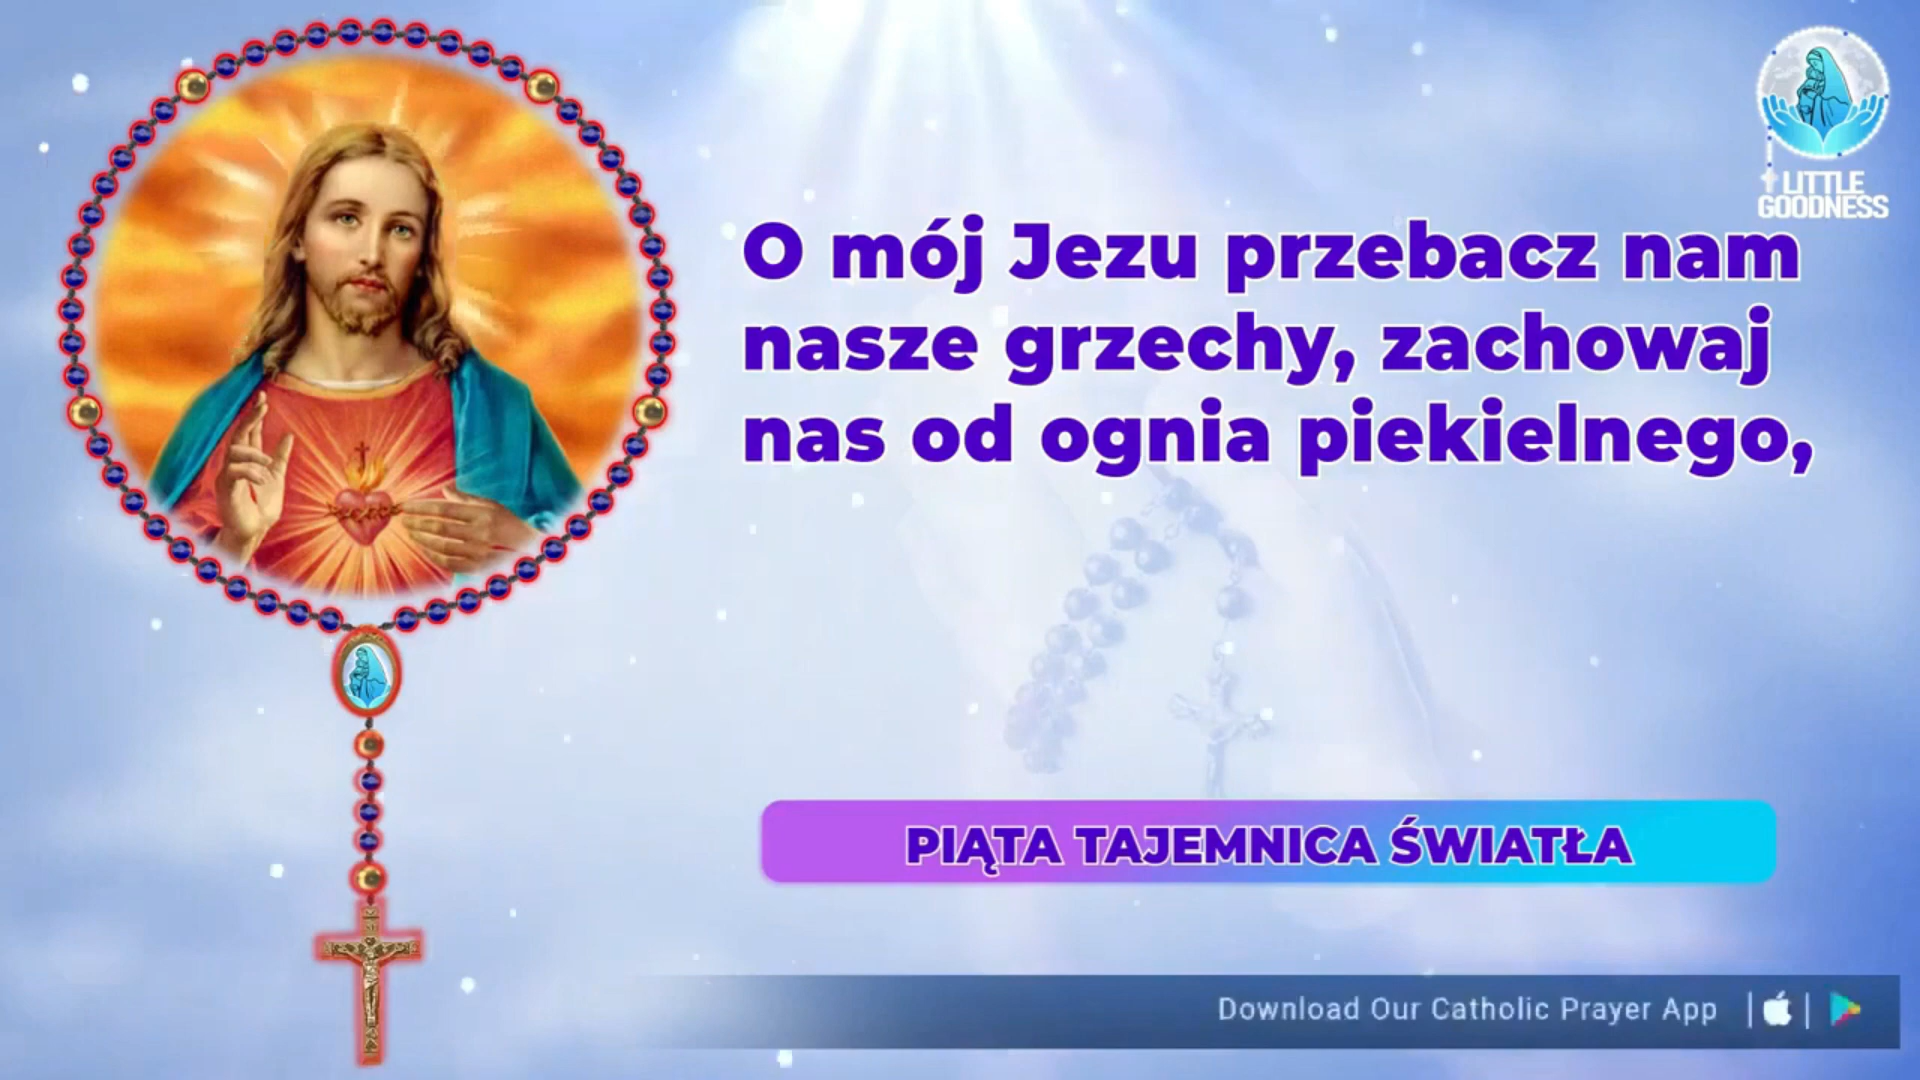 LITTLE
GOODNESS
O mój Jezu przebacz nam
nasze grzechy, zachowaj
nas od ognia piekielnego,
PIĄTA TAJEMNICA ŚWIATŁA
Download Our Catholic Prayer App